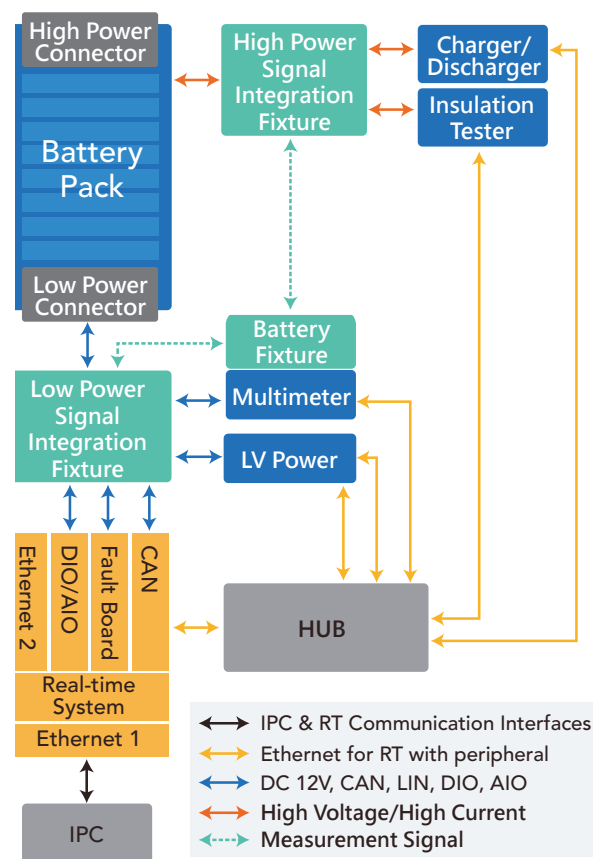 High Power
Connector
Battery
Pack
Low Power
Connector
High Power
Signal
Integration
Fixture
Charger/
Discharger
Insulation
Tester
Battery
Fixture
Multimeter
LV Power
Low Power
Signal
Integration
Fixture
Ethernet 2
DIO/AIO
Fault Board
CAN
Real-time
System
Ethernet 1
IPC
HUB
IPC & RT Communication Interfaces
Ethernet for RT with peripheral
DC 12V, CAN, LIN, DIO, AIO
High Voltage/High Current
Measurement Signal